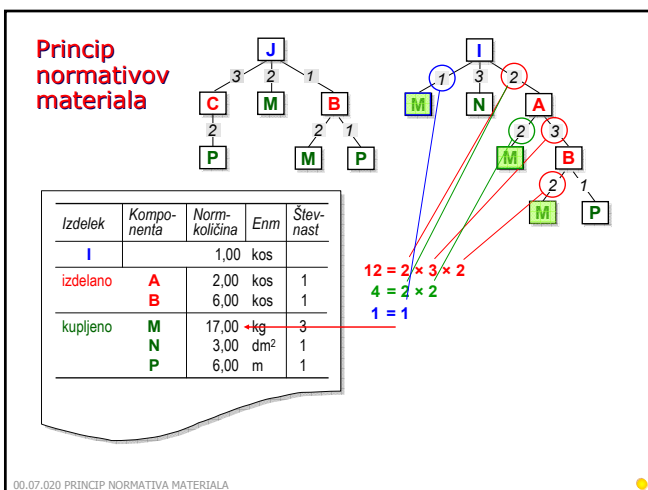 Princip
normativov
materiala
J
3 2 1
C M B
2 2 1
P M P
I
1 3 2
M N A
2 3
M B
2 1
M P
Izdelek Kompo- Norm- Enm Štev-
nenta količina nast
I 1,00 kos
izdelano A 2,00 kos 1
B 6,00 kos 1
kupljeno M 17,00 kg 3
N 3,00 dm² 1
P 6,00 m 1
12 = 2 × 3 × 2
4 = 2 × 2
1 = 1
00.07.020 PRINCIP NORMATIVA MATERIALA